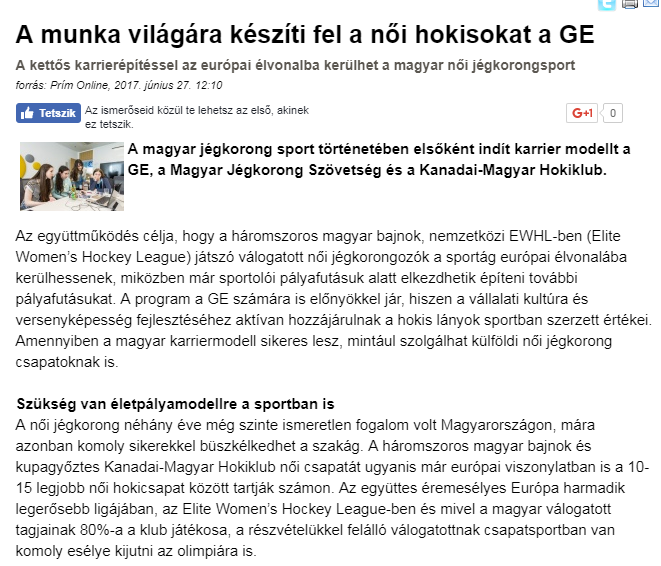 A munka világára készíti fel a női hokisokat a GE
A kettős karrierépítéssel az európai élvonalba kerülhet a magyar női jégkorongsport
forrás: Prím Online, 2017. június 27. 12:10
Tetszik
Az ismerőseid közül te lehetsz az első, akinek
ez tetszik.
G+1
0
A magyar jégkorong sport történetében elsőként indít karrier modellt a
GE, a Magyar Jégkorong Szövetség és a Kanadai-Magyar Hokiklub.
Az együttműködés célja, hogy a háromszoros magyar bajnok, nemzetközi EWHL-ben (Elite
Women's Hockey League) játszó válogatott női jégkorongozók a sportág európai élvonalába
kerülhessenek, miközben már sportolói pályafutásuk alatt elkezdhetik építeni további
pályafutásukat. A program a GE számára is előnyökkel jár, hiszen a vállalati kultúra és
versenyképesség fejlesztéséhez aktívan hozzájárulnak a hokis lányok sportban szerzett értékei.
Amennyiben a magyar karriermodell sikeres lesz, mintául szolgálhat külföldi női jégkorong
csapatoknak is.
Szükség van életpályamodellre a sportban is
A női jégkorong néhány éve még szinte ismeretlen fogalom volt Magyarországon, mára
azonban komoly sikerekkel büszkélkedhet a szakág. A háromszoros magyar bajnok és
kupagyőztes Kanadai-Magyar Hokiklub női csapatát ugyanis már európai viszonylatban is a 10-
15 legjobb női hokicsapat között tartják számon. Az együttes éremesélyes Európa harmadik
legerősebb ligájában, az Elite Women's Hockey League-ben és mivel a magyar válogatott
tagjainak 80%-a a klub játékosa, a részvételükkel felálló válogatottnak csapatsportban van
komoly esélye kijutni az olimpiára is.